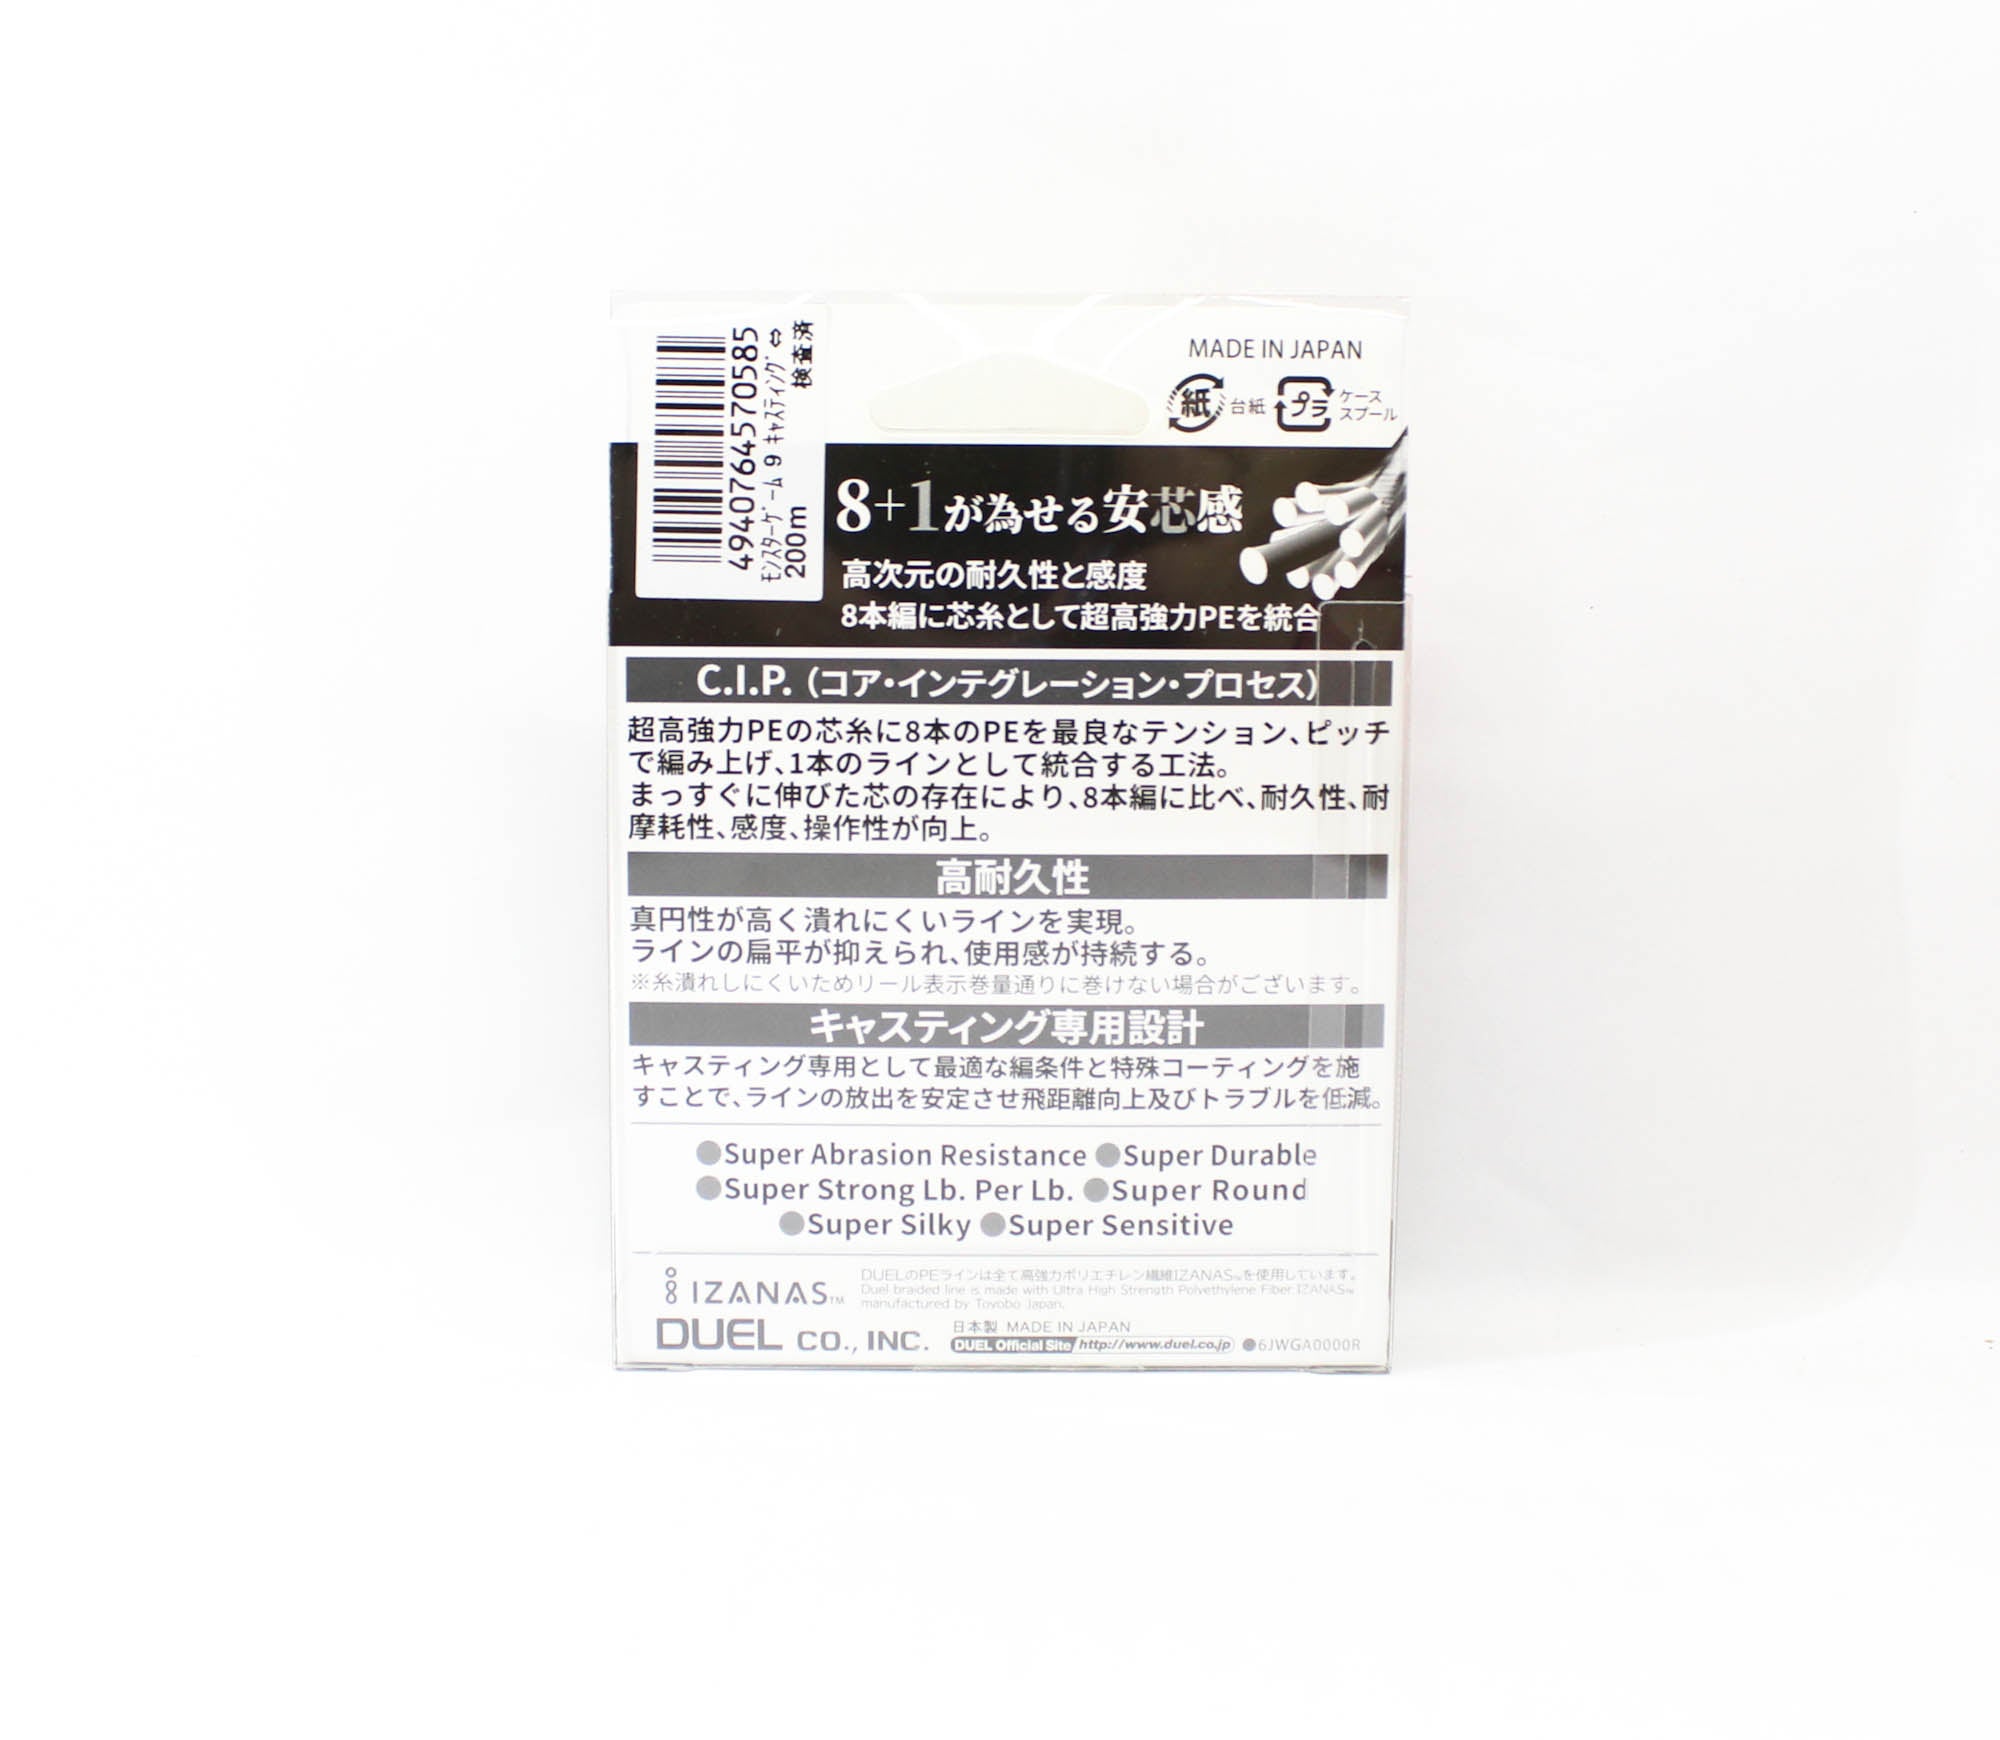 4940764570585
ﾓﾝｽﾀｰｹﾞｰﾑ 9 ｷｬｽﾃｨﾝｸﾞ⇔
200m
検査済
MADE IN JAPAN
紙 台紙 プラ ケース
スプール
8+1が為せる安芯感
高次元の耐久性と感度
8本編に芯糸として超高強力PEを統合
C.I.P.（コア・インテグレーション・プロセス）
超高強力PEの芯糸に8本のPEを最良なテンション、ピッチ
で編み上げ、1本のラインとして統合する工法。
まっすぐに伸びた芯の存在により、8本編に比べ、耐久性、耐
摩耗性、感度、操作性が向上。
高耐久性
真円性が高く潰れにくいラインを実現。
ラインの扁平が抑えられ、使用感が持続する。
※糸潰れしにくいためリール表示巻量通りに巻けない場合がございます。
キャスティング専用設計
キャスティング専用として最適な編条件と特殊コーティングを施
すことで、ラインの放出を安定させ飛距離向上及びトラブルを低減。
●Super Abrasion Resistance ●Super Durable
●Super Strong Lb. Per Lb. ●Super Round
●Super Silky ●Super Sensitive
IZANAS™
DUELのPEラインは全て高強力ポリエチレン繊維IZANAS™を使用しています。
Duel braided line is made with Ultra High Strength Polyethylene Fiber IZANAS™
manufactured by Toyobo Japan.
DUEL CO., INC.
日本製 MADE IN JAPAN
DUEL Official Site http://www.duel.co.jp ●6JWGA0000R